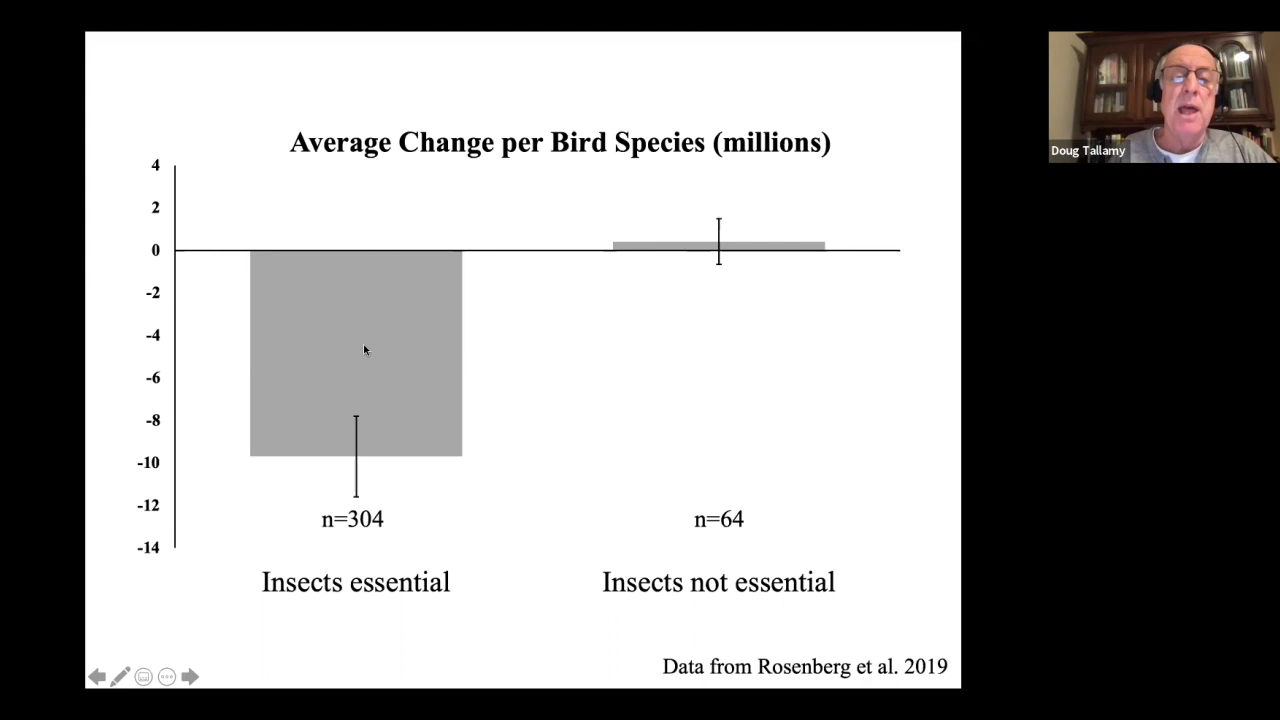 Average Change per Bird Species (millions)
4
2
0
-2
-4
-6
-8
-10
-12
-14
n=304
n=64
Insects essential
Insects not essential
Data from Rosenberg et al. 2019
Doug Tallamy